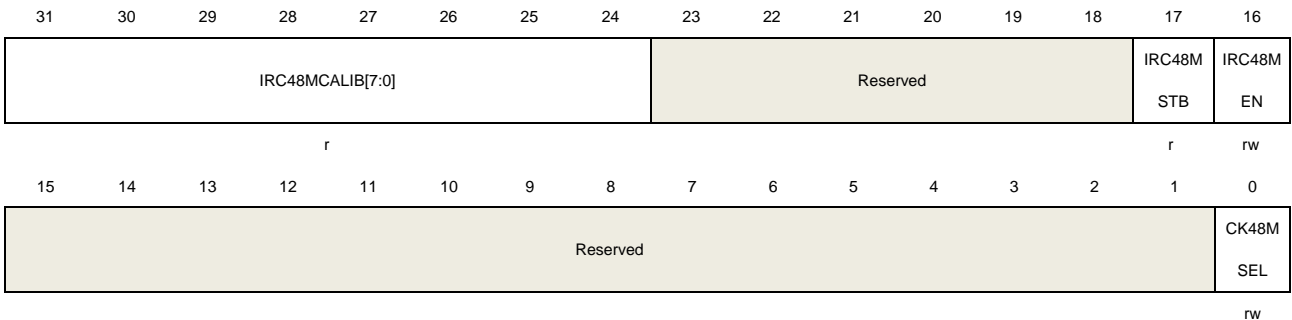 31 30 29 28 27 26 25 24 23 22 21 20 19 18 17 16
IRC48MCALIB[7:0] Reserved IRC48M STB IRC48M EN
r r rw
15 14 13 12 11 10 9 8 7 6 5 4 3 2 1 0
Reserved CK48M SEL
rw